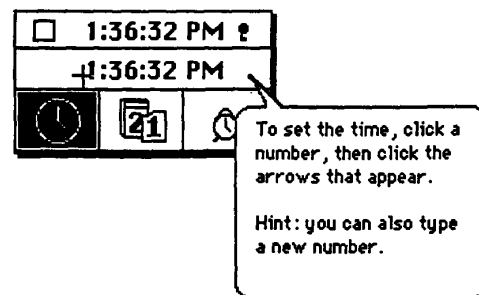 1:36:32 PM
1:36:32 PM
21
To set the time, click a
number, then click the
arrows that appear.
Hint: you can also type
a new number.